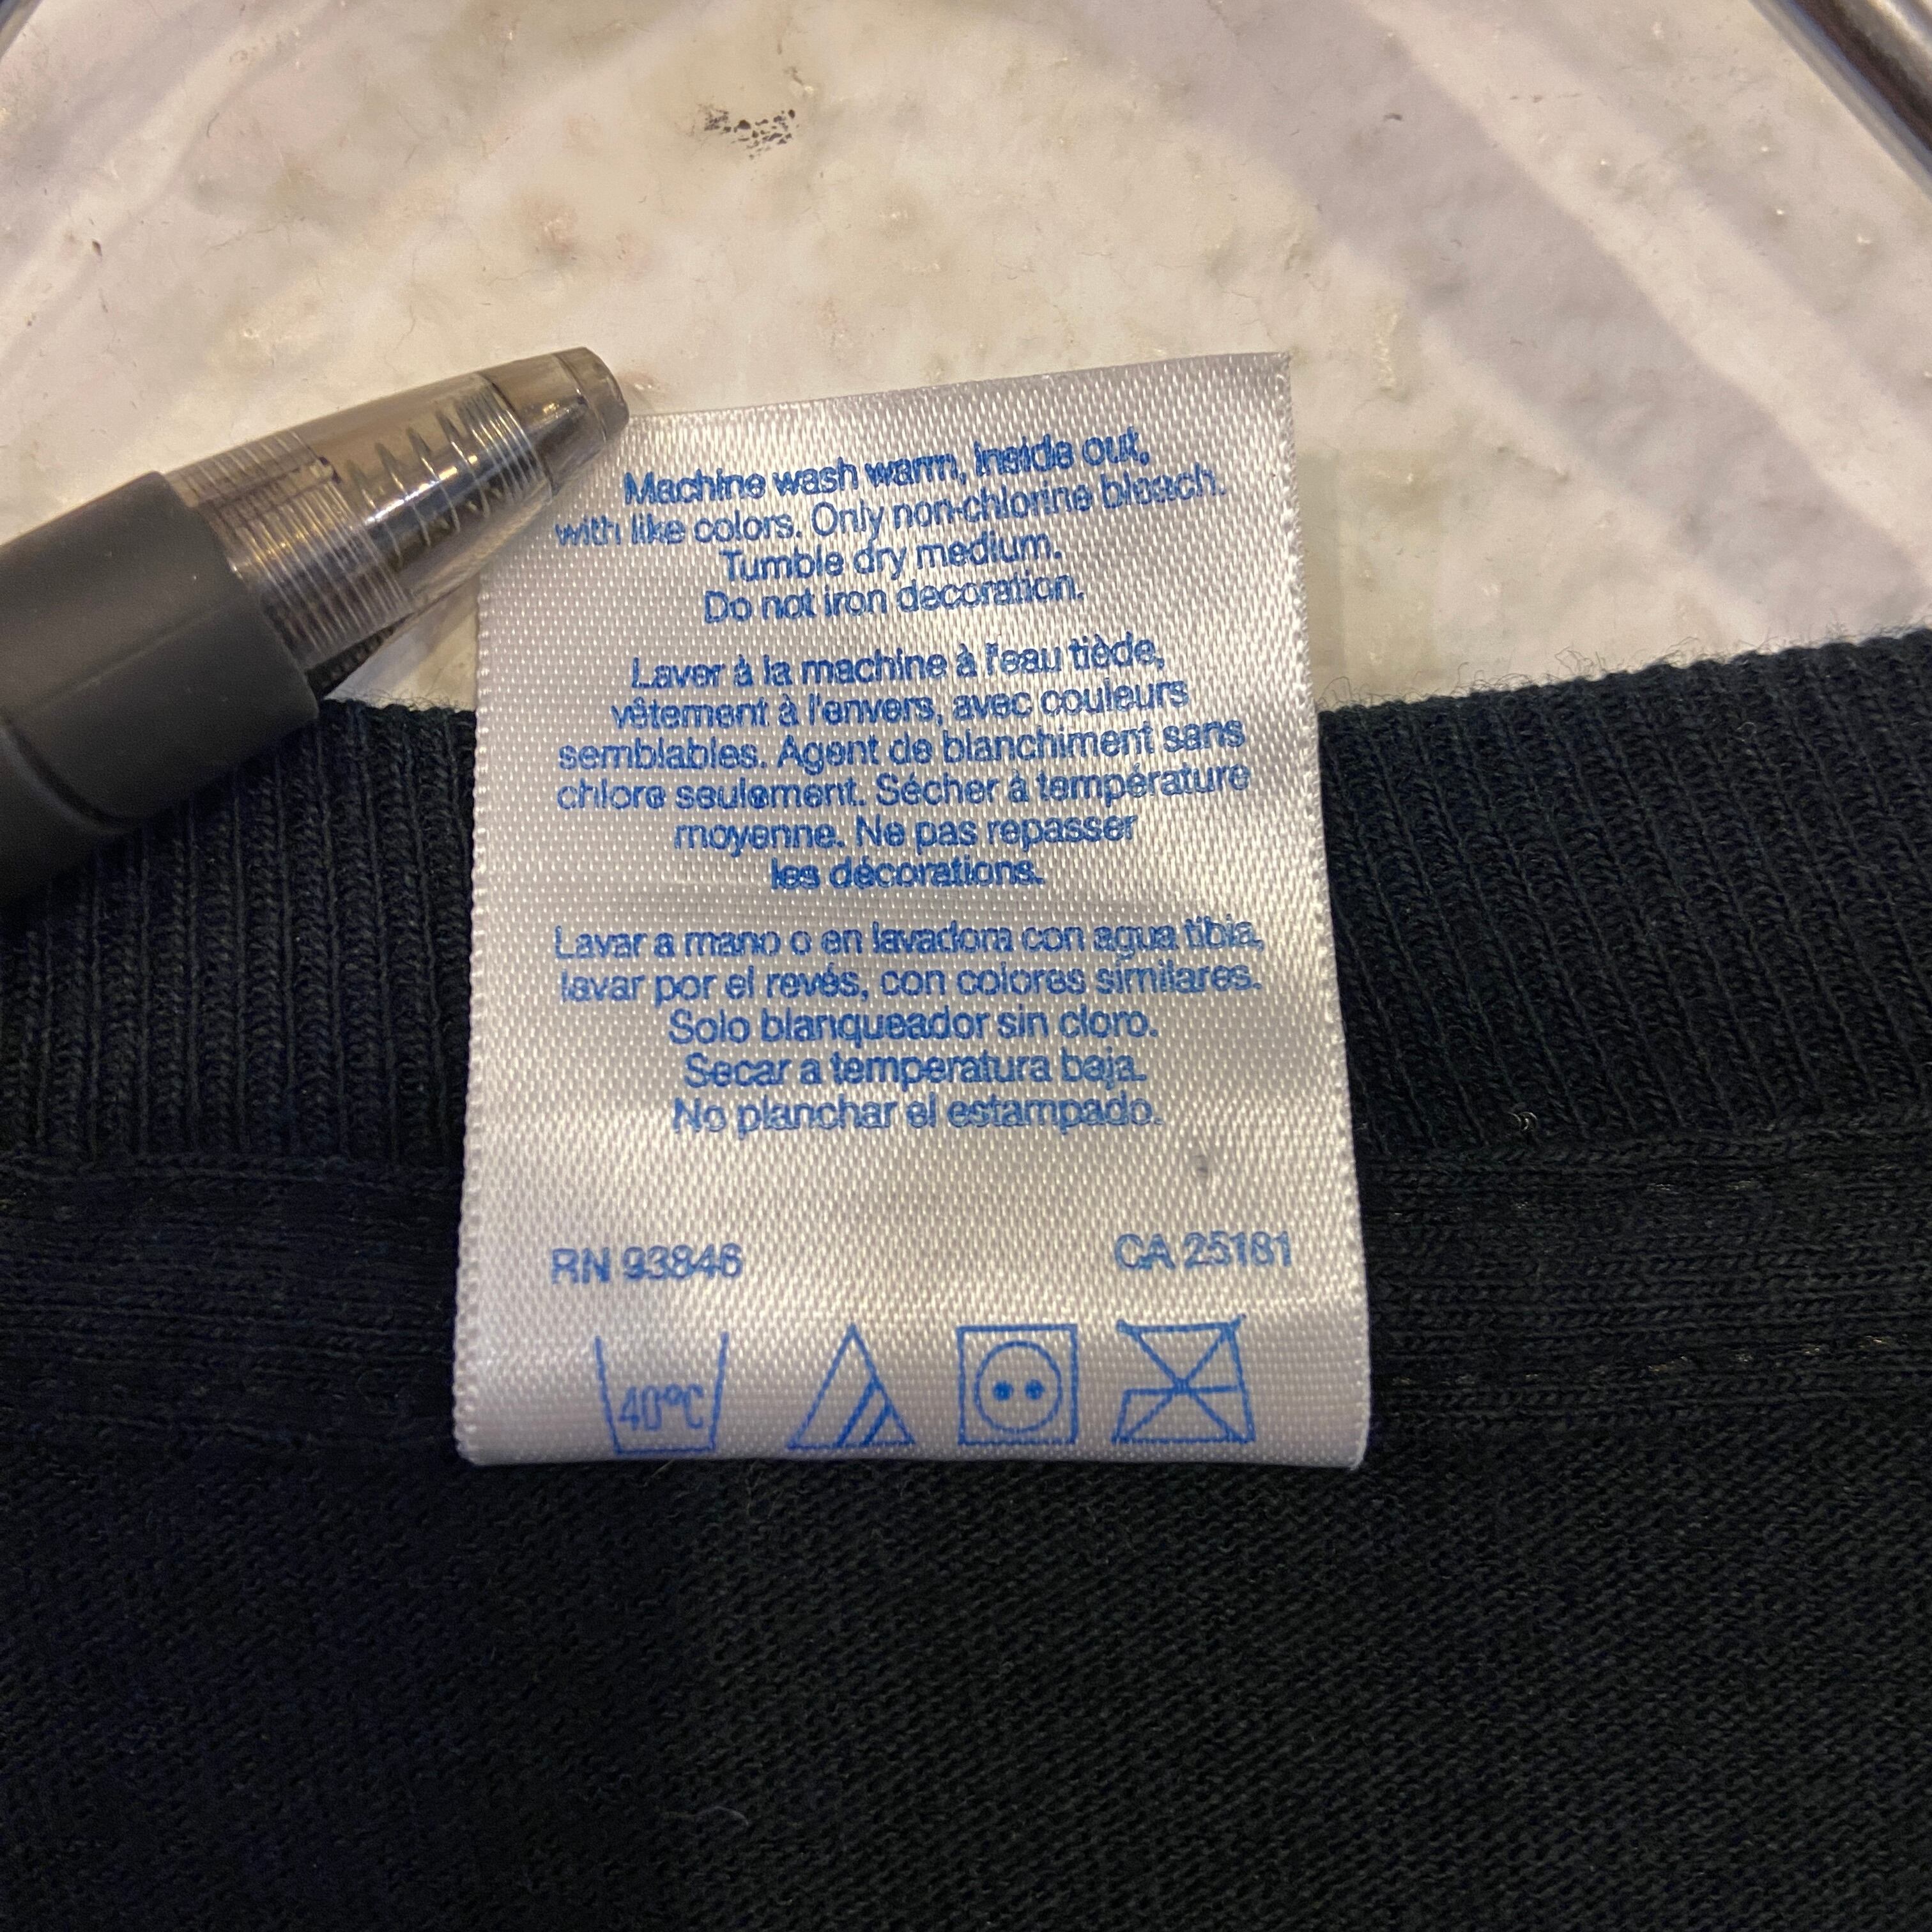 Machine wash warm, inside out,
with like colors. Only non-chlorine bleach.
Tumble dry medium.
Do not iron decoration.
Laver à la machine à l'eau tiède,
vêtement à l'envers, avec couleurs
semblables. Agent de blanchiment sans
chlore seulement. Sécher à température
moyenne. Ne pas repasser
les décorations.
Lavar a mano o en lavadora con agua tibia,
lavar por el revés, con colores similares.
Solo blanqueador sin cloro.
Secar a temperatura baja.
No planchar el estampado.
RN 93846 CA 25181
40°C